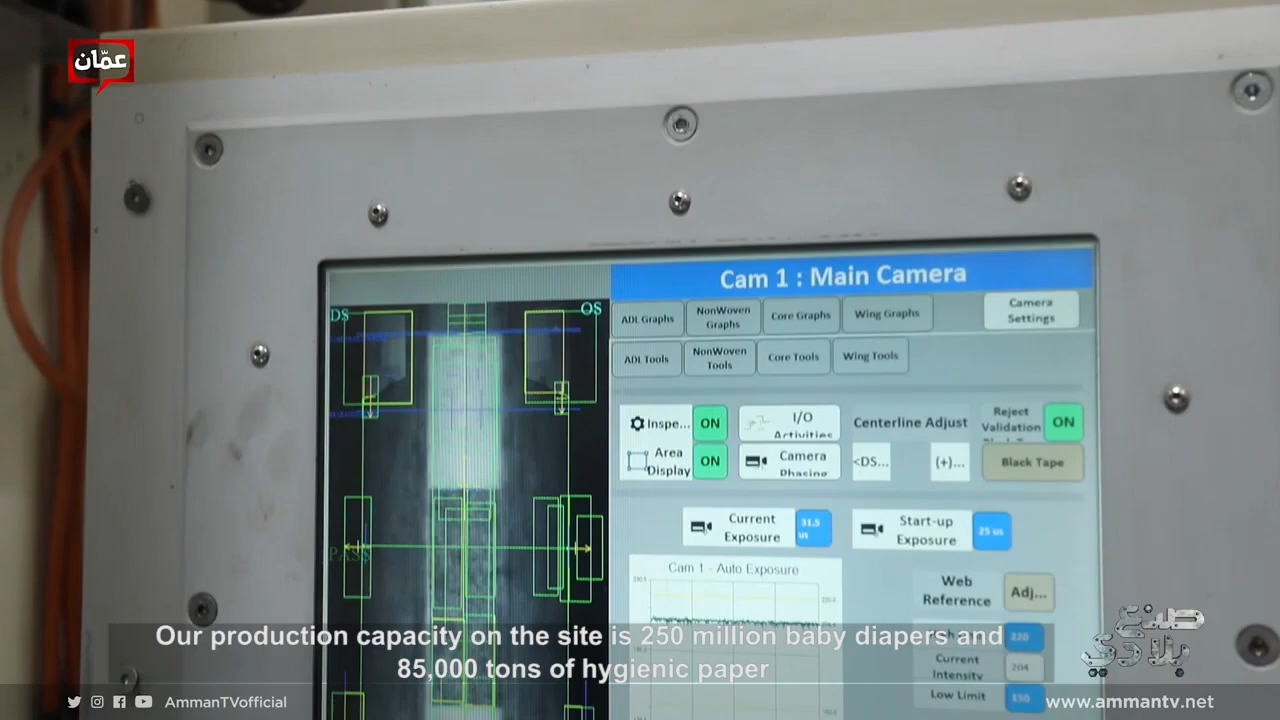 عمّان
DS
OS
PASS
Cam 1 : Main Camera
ADL Graphs
NonWoven
Graphs
Core Graphs
Wing Graphs
Camera
Settings
ADL Tools
NonWoven
Tools
Core Tools
Wing Tools
Inspe...
ON
I/O
Activities
Centerline Adjust
Reject
Validation
ON
Area
Display
ON
Camera
Phasing
<DS...
(+)...
Black Tape
Current
Exposure
31.5
us
Start-up
Exposure
25 us
Cam 1 - Auto Exposure
Web
Reference
Adj...
220
Current
Intensity
204
Low Limit
150
Our production capacity on the site is 250 million baby diapers and
85,000 tons of hygienic paper
صنع
بلادي
AmmanTVofficial
www.ammantv.net